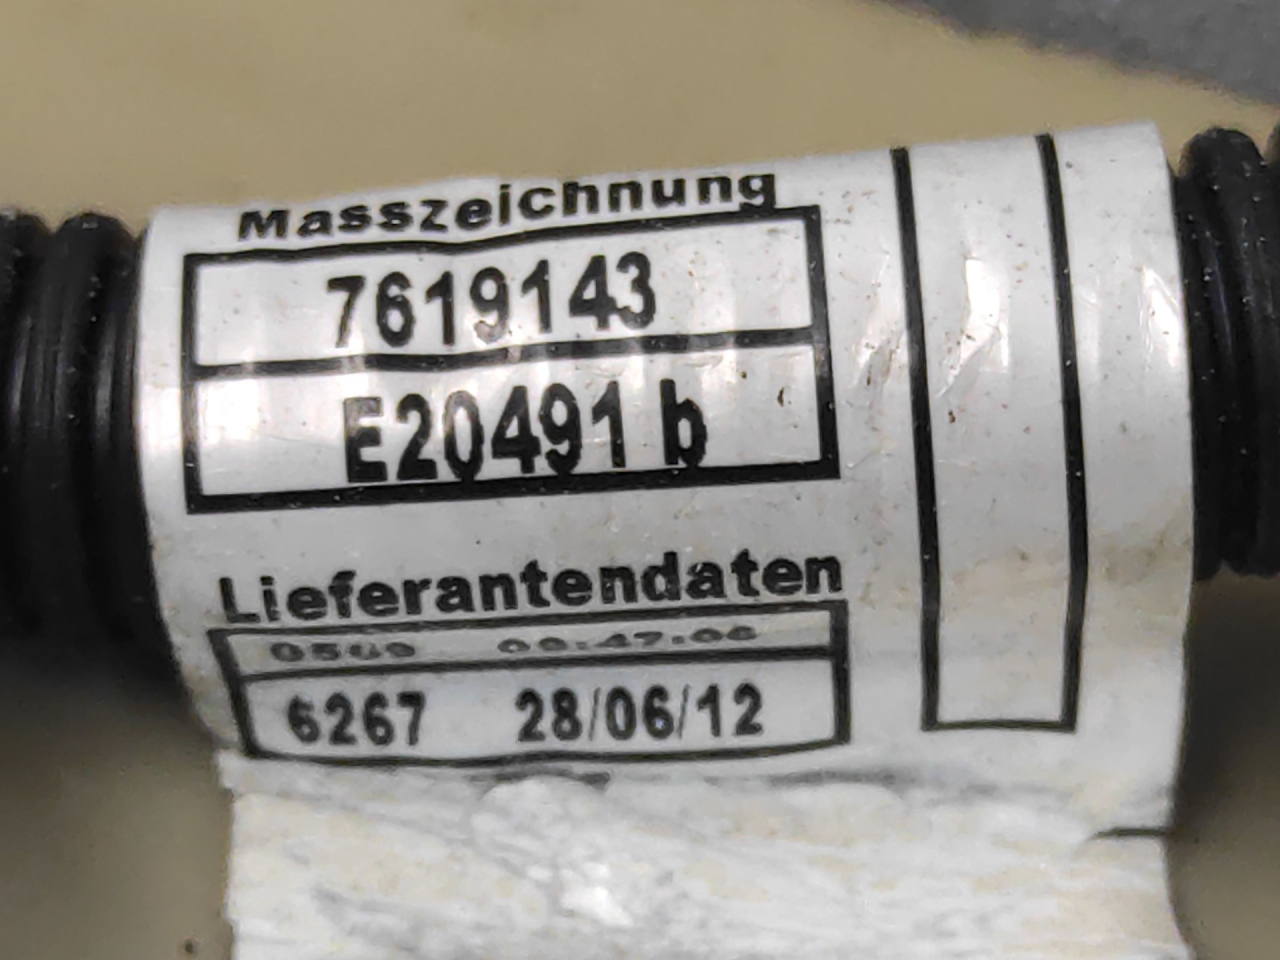 Masszeichnung
7619143
E20491 b
Lieferantendaten
6267 28/06/12